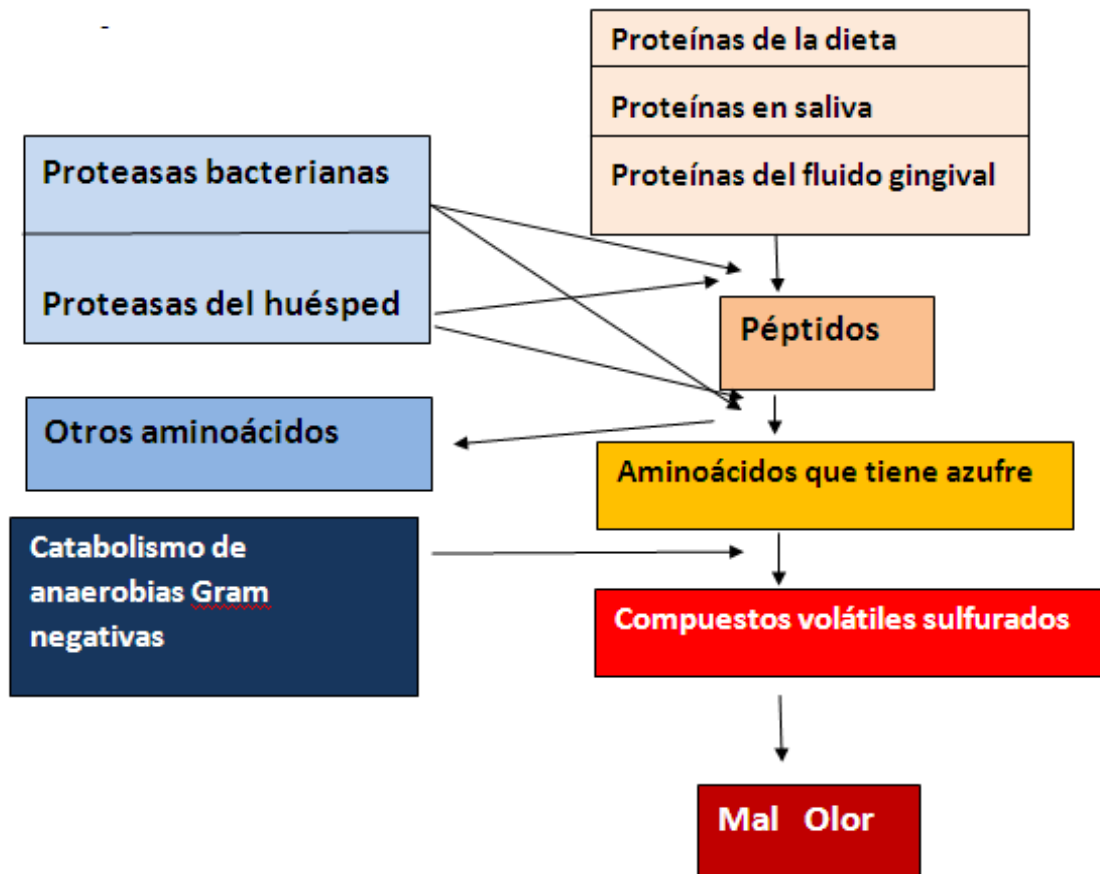 -
Proteínas de la dieta
Proteínas en saliva
Proteínas del fluido gingival
Proteasas bacterianas
Proteasas del huésped
Péptidos
Otros aminoácidos
Aminoácidos que tiene azufre
Catabolismo de
anaerobias Gram
negativas
Compuestos volátiles sulfurados
Mal Olor